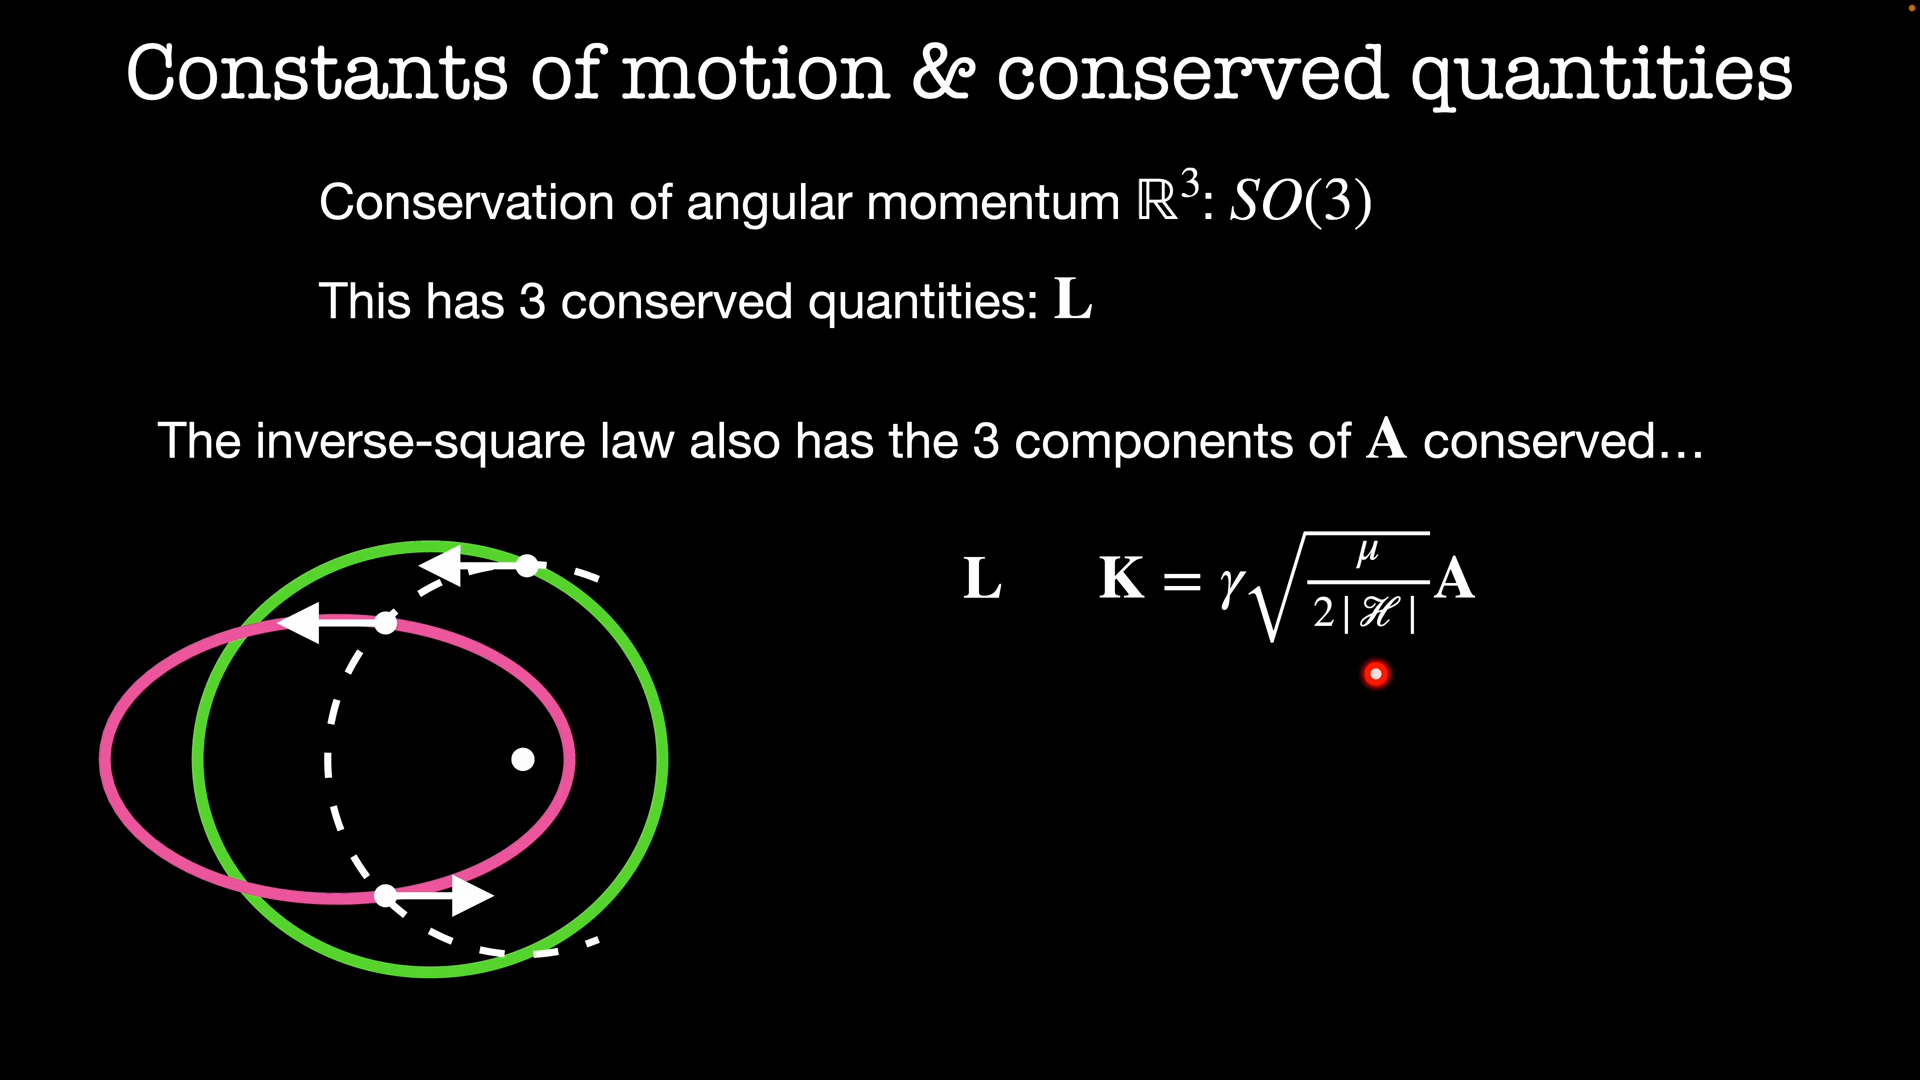 Constants of motion & conserved quantities
Conservation of angular momentum ℝ³: SO(3)
This has 3 conserved quantities: L
The inverse-square law also has the 3 components of A conserved…
L K = γ√(μ/2|ℋ|) A